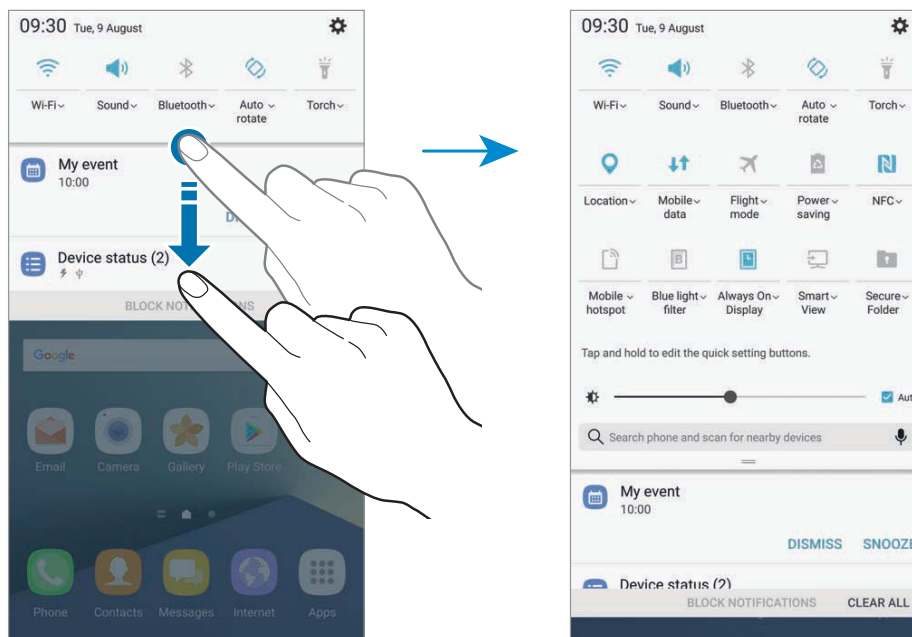 09:30 Tue, 9 August
Wi-Fi Sound Bluetooth Auto rotate Torch
My event
10:00
Device status (2)
Google
Email Camera Gallery Play Store
Phone Contacts Messages Internet Apps
09:30 Tue, 9 August
Wi-Fi Sound Bluetooth Auto rotate Torch
Location Mobile data Flight mode Power saving NFC
B
Mobile hotspot Blue light filter Always On Display Smart View Secure Folder
Tap and hold to edit the quick setting buttons.
Search phone and scan for nearby devices
My event
10:00
DISMISS SNOOZE
Device status (2)
BLOCK NOTIFICATIONS CLEAR ALL